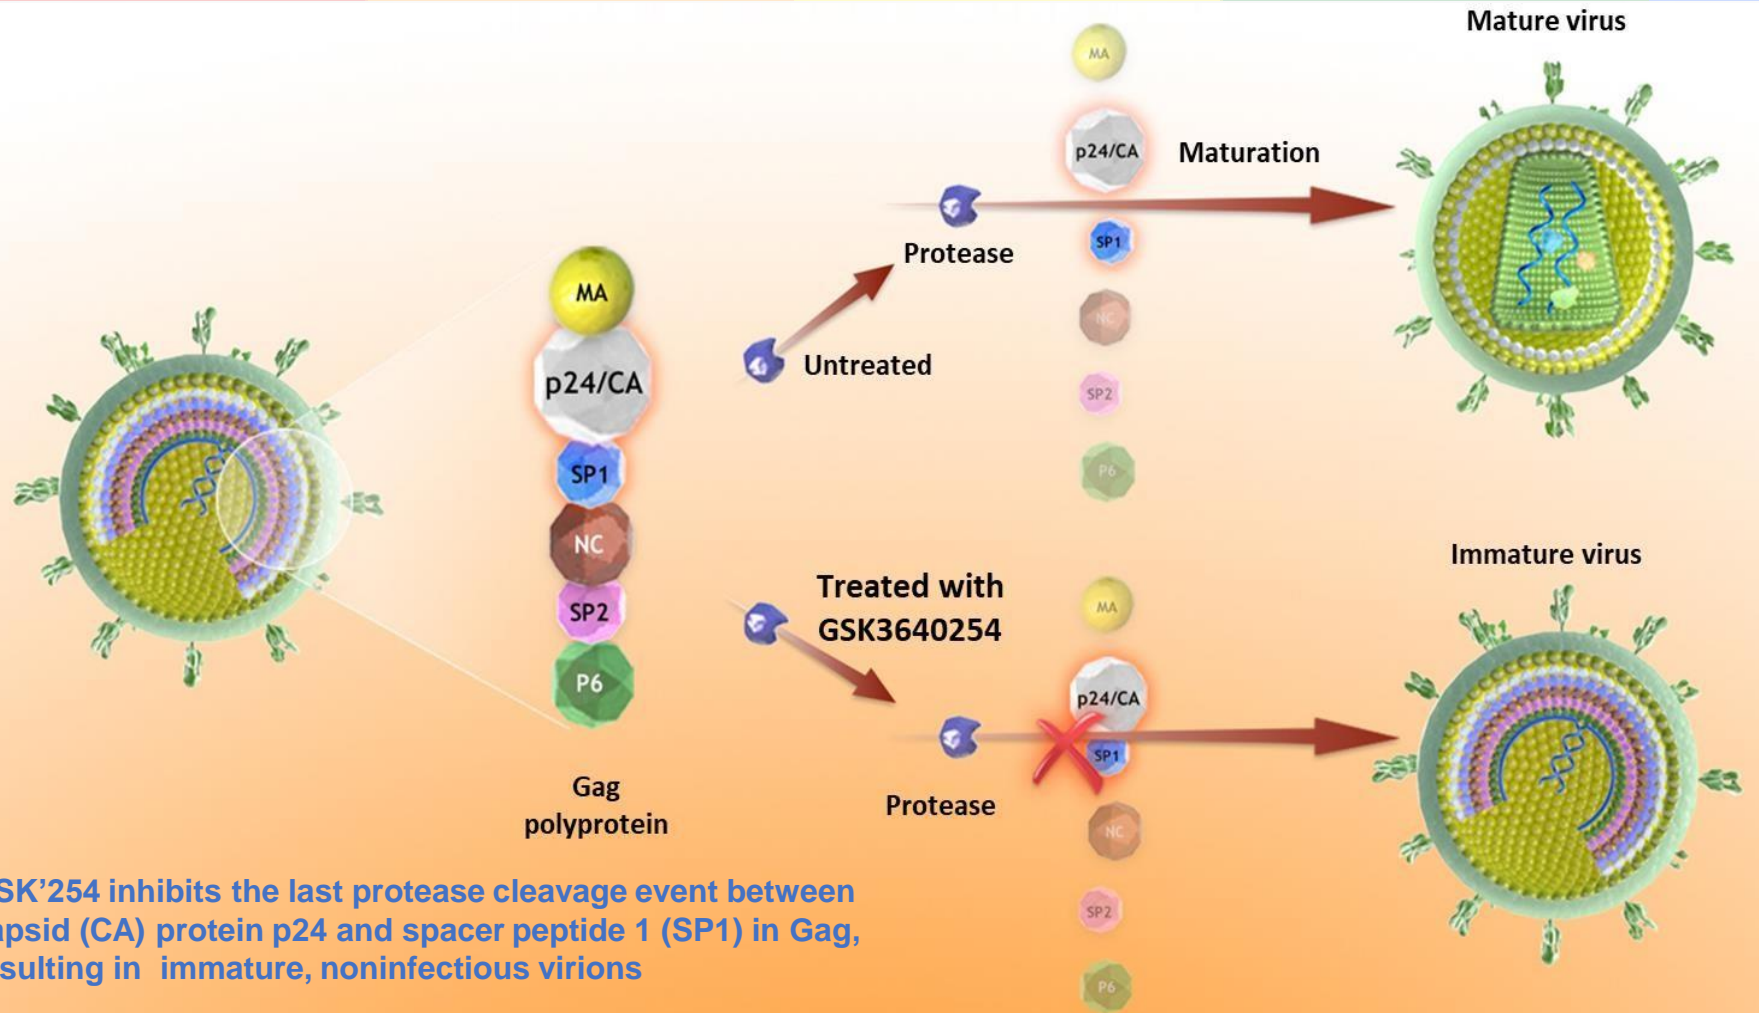 Mature virus
MA
p24/CA
Maturation
SP1
Protease
NC
Untreated
SP2
P6
MA
p24/CA
SP1
NC
SP2
P6
Gag
polyprotein
Immature virus
Treated with
GSK3640254
MA
p24/CA
SP1
Protease
NC
SP2
P6
SK’254 inhibits the last protease cleavage event between
apsid (CA) protein p24 and spacer peptide 1 (SP1) in Gag,
sulting in immature, noninfectious virions